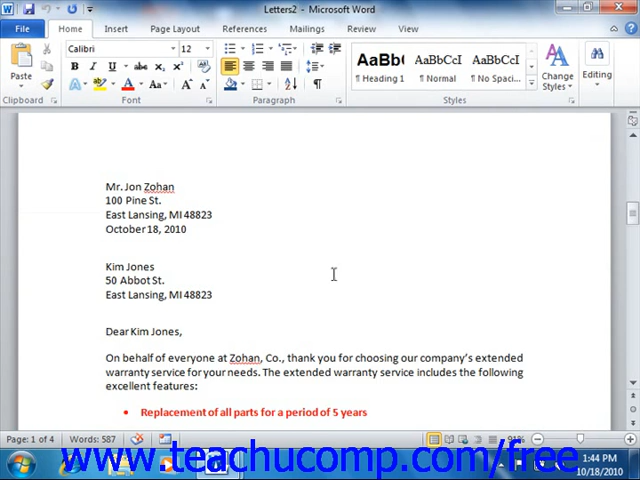 Letters2 - Microsoft Word
File Home Insert Page Layout References Mailings Review View
Calibri 12
AaBb( AaBbCcI AaBbCcI
¶ Heading 1 ¶ Normal ¶ No Spaci...
Paste
Change Styles
Editing
Clipboard Font Paragraph Styles
Mr. Jon Zohan
100 Pine St.
East Lansing, MI 48823
October 18, 2010
Kim Jones
50 Abbot St.
East Lansing, MI 48823
Dear Kim Jones,
On behalf of everyone at Zohan, Co., thank you for choosing our company's extended
warranty service for your needs. The extended warranty service includes the following
excellent features:
• Replacement of all parts for a period of 5 years
Page: 1 of 4 Words: 587 91%
www.teachucomp.com/free
1:44 PM
10/18/2010